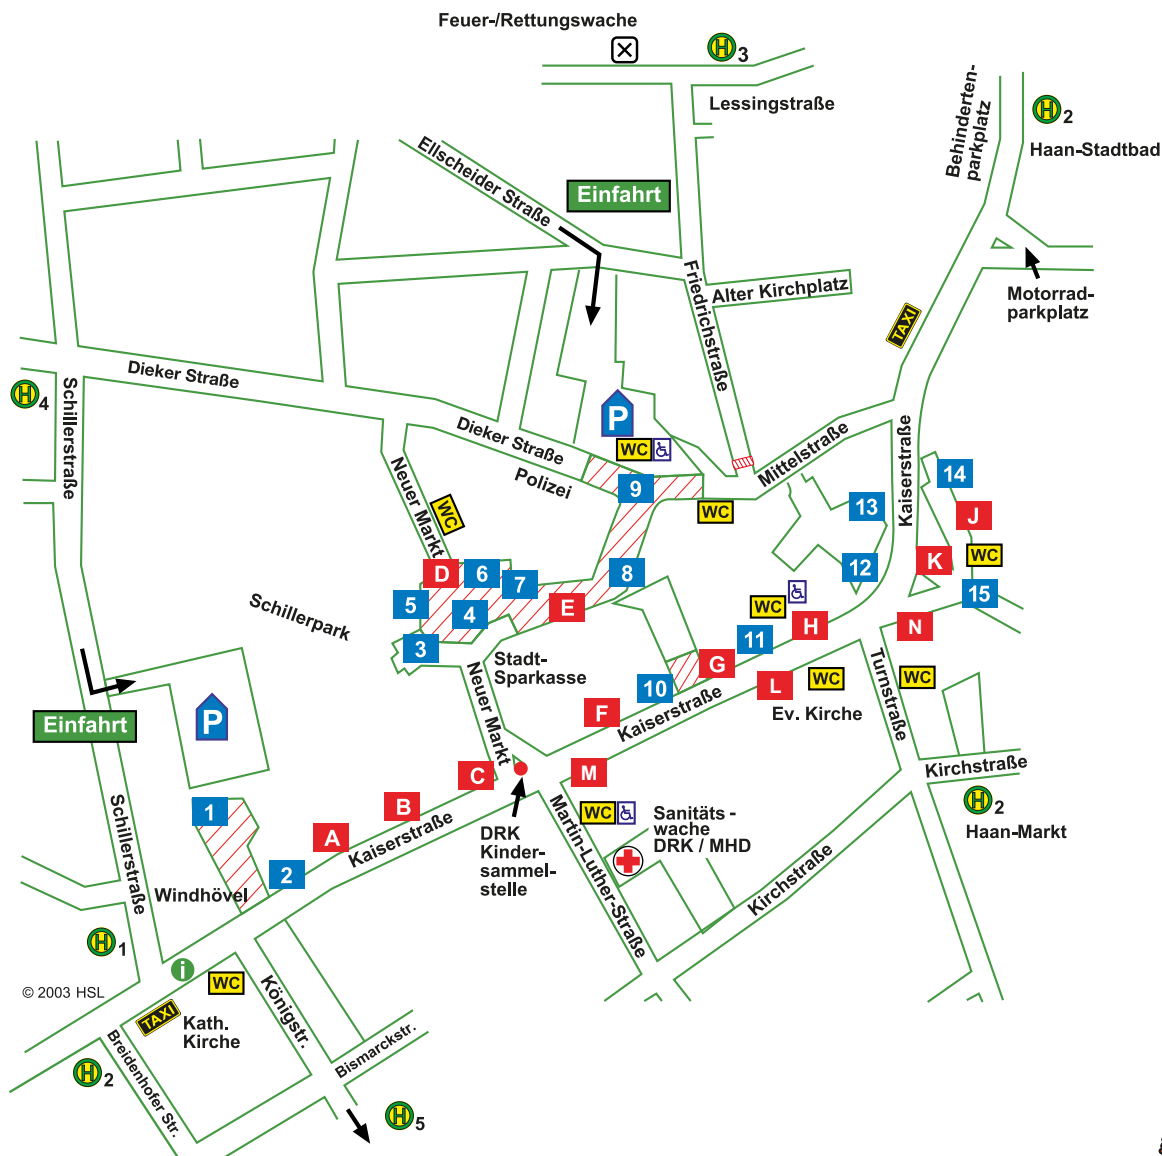 Feuer-/Rettungswache
H 3
Lessingstraße
Behinderten-
parkplatz
H 2
Haan-Stadtbad
Ellscheider Straße
Einfahrt
Friedrichstraße
Alter Kirchplatz
Motorrad-
parkplatz
TAXI
H 4
Schillerstraße
Dieker Straße
P
WC
Dieker Straße
Polizei
Mittelstraße
Kaiserstraße
14
9
13
J
Neuer Markt
WC
WC
K
WC
D
6
7
8
12
15
5
4
E
WC
H
N
Schillerpark
3
Stadt-
Sparkasse
11
G
10
L
WC
WC
Turnstraße
Ev. Kirche
F
Kaiserstraße
Neuer Markt
P
Einfahrt
C
M
Kirchstraße
H 2
Haan-Markt
1
B
A
Kaiserstraße
DRK
Kinder-
sammel-
stelle
Martin-Luther-Straße
WC
Sanitäts -
wache
DRK / MHD
Kirchstraße
Schillerstraße
2
Windhövel
H 1
i
WC
© 2003 HSL
TAXI
Kath.
Kirche
Königstr.
Bismarckstr.
Breidenhofer Str.
H 2
H 5